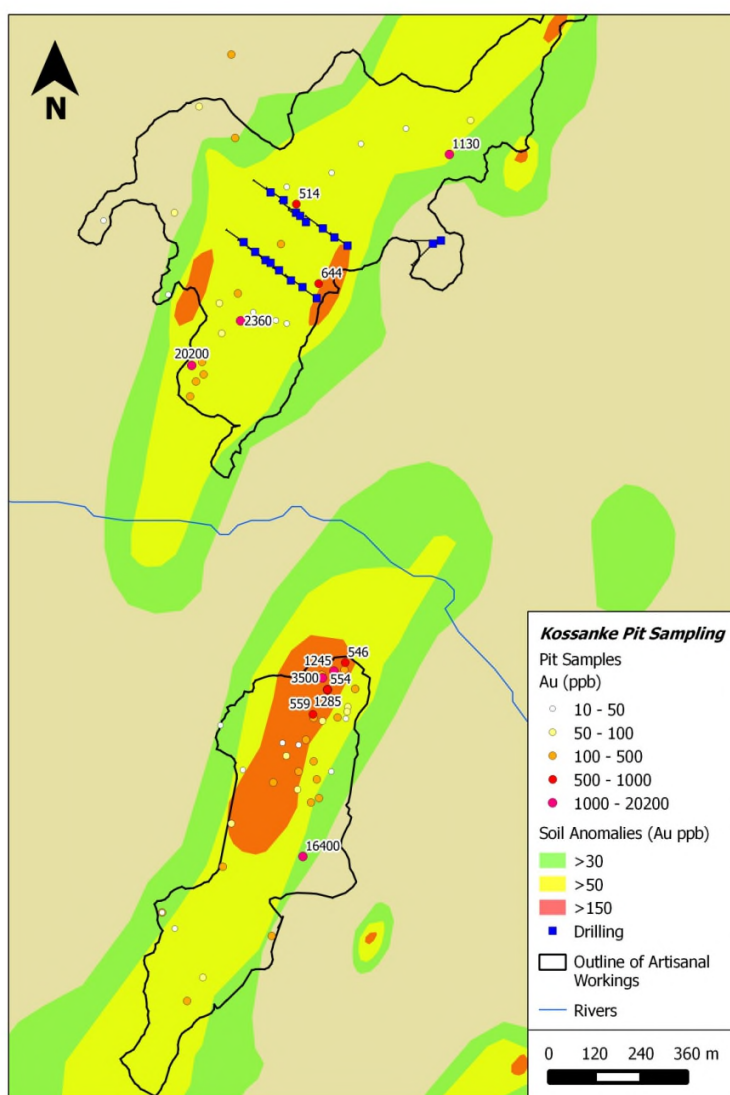 N
1130
514
644
2360
20200
546
1245
3500
554
1285
559
16400
Kossanke Pit Sampling
Pit Samples
Au (ppb)
10 - 50
50 - 100
100 - 500
500 - 1000
1000 - 20200
Soil Anomalies (Au ppb)
>30
>50
>150
Drilling
Outline of Artisanal
Workings
Rivers
0 120 240 360 m